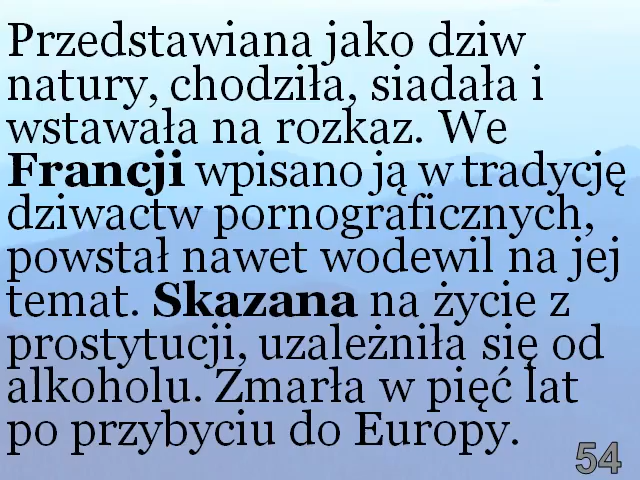 Przedstawiana jako dziw
natury, chodziła, siadała i
wstawała na rozkaz. We
Francji wpisano ją w tradycję
dziwactw pornograficznych,
powstał nawet wodewil na jej
temat. Skazana na życie z
prostytucji, uzależniła się od
alkoholu. Zmarła w pięć lat
po przybyciu do Europy.
54